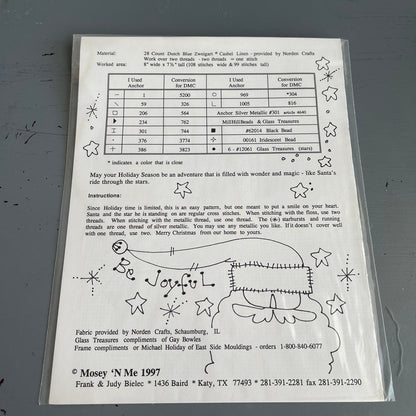 Material: 28 Count Dutch Blue Zweigart ® Cashel Linen - provided by Norden Crafts
Work over two threads - two threads = one stitch
Worked area: 8" wide x 7¾" tall (108 stitches wide & 99 stitches tall)
I Used Anchor Conversion for DMC I Used Anchor Conversion for DMC
1 5200 969 *304
59 326 1005 816
206 564 Anchor Silver Metallic #301 article 4640
234 762 MillHill Beads & Glass Treasures
301 744 #62014 Black Bead
376 3774 00161 Iridescent Bead
386 3823 6 - #12061 Glass Treasures (stars)
* indicates a color that is close
May your Holiday Season be an adventure that is filled with wonder and magic - like Santa's
ride through the stars.
Instructions:
Since Holiday time is limited, this is an easy pattern, but one meant to put a smile on your heart.
Santa and the star he is standing on are regular cross stitches. When stitching with the floss, use two
threads. When stitching with the metallic thread, use one thread. The starbursts and running
threads are one thread of silver metallic. You may use any metallic you like. If it doesn't cover well
with one thread, use two. Merry Christmas from our home to yours.
Be Joyful
Fabric provided by Norden Crafts, Schaumburg, IL
Glass Treasures compliments of Gay Bowles
Frame compliments or Michael Holiday of East Side Mouldings - orders 1-800-840-6077
© Mosey 'N Me 1997
Frank & Judy Bielec * 1436 Baird * Katy, TX 77493 * 281-391-2281 fax 281-391-2290